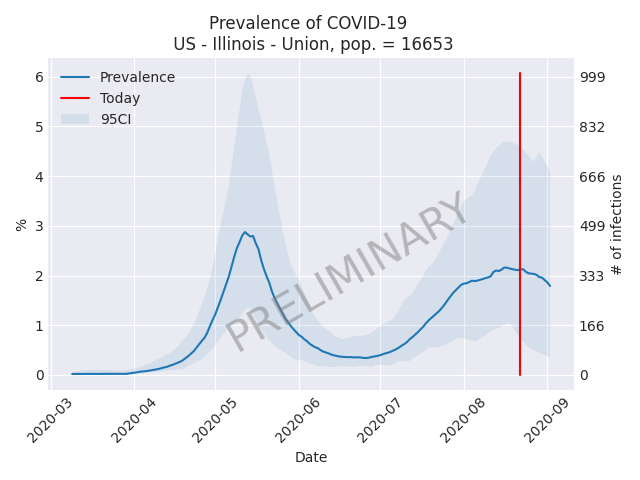 Prevalence of COVID-19
US - Illinois - Union, pop. = 16653
Prevalence
Today
95CI
6
5
4
3
2
1
0
%
999
832
666
499
333
166
0
# of infections
PRELIMINARY
2020-03
2020-04
2020-05
2020-06
2020-07
2020-08
2020-09
Date